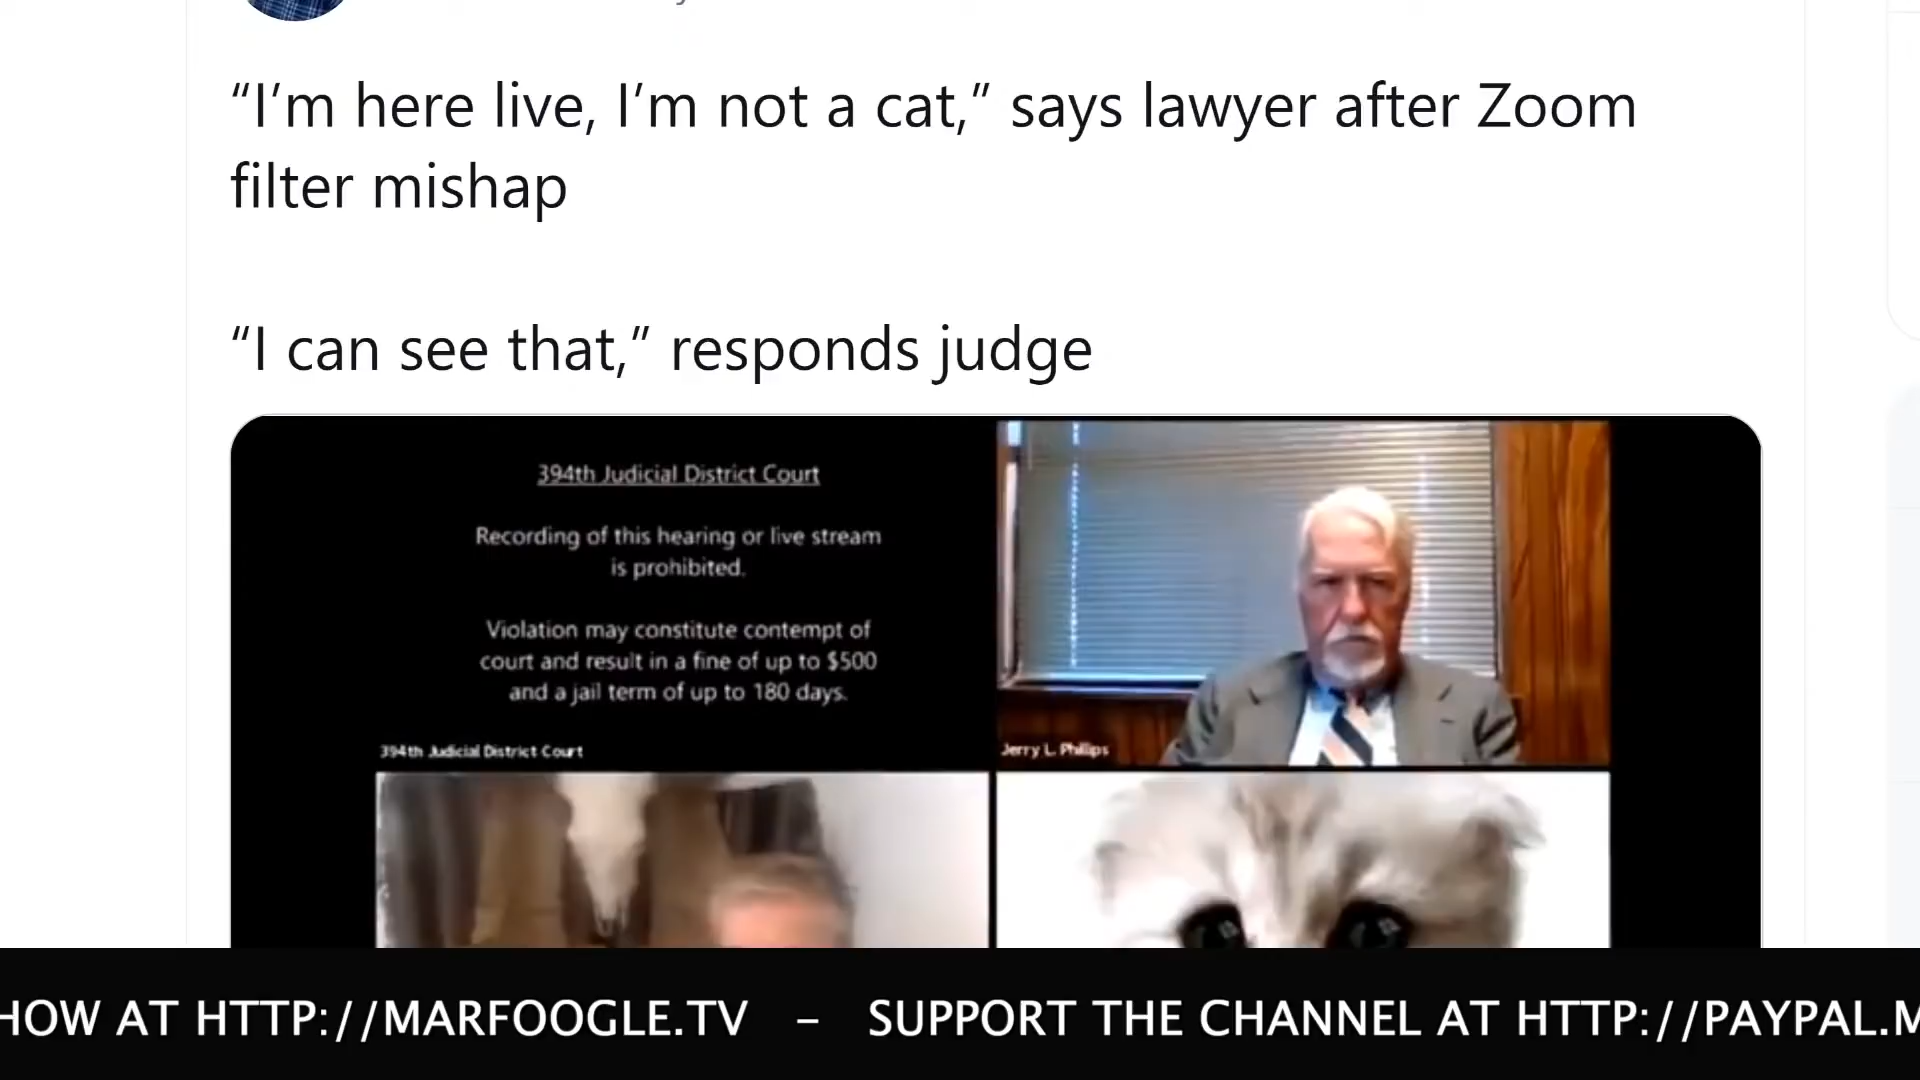 “I’m here live, I’m not a cat,” says lawyer after Zoom
filter mishap
“I can see that,” responds judge
394th Judicial District Court
Recording of this hearing or live stream
is prohibited.
Violation may constitute contempt of
court and result in a fine of up to $500
and a jail term of up to 180 days.
394th Judicial District Court
Jerry L. Phillips
HOW AT HTTP://MARFOOGLE.TV – SUPPORT THE CHANNEL AT HTTP://PAYPAL.M